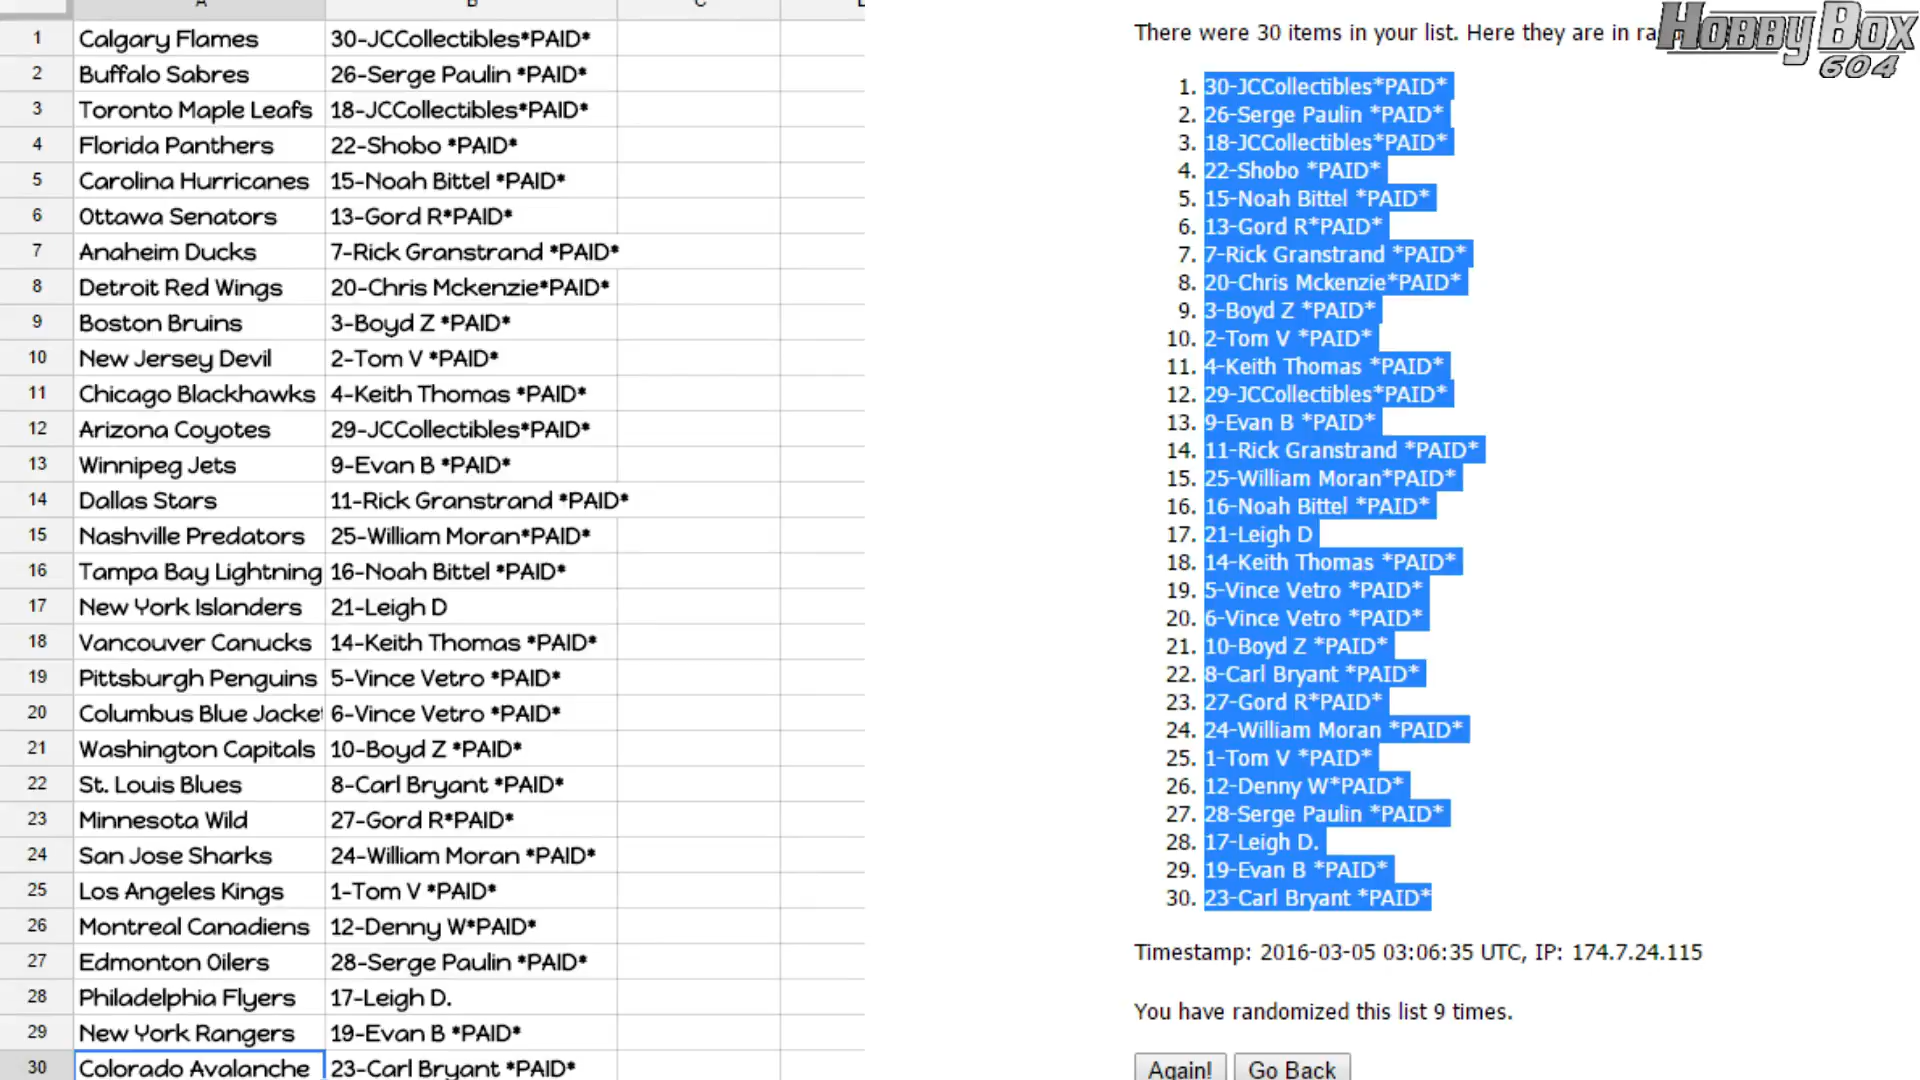 A B C
1 Calgary Flames 30-JCCollectibles*PAID*
2 Buffalo Sabres 26-Serge Paulin *PAID*
3 Toronto Maple Leafs 18-JCCollectibles*PAID*
4 Florida Panthers 22-Shobo *PAID*
5 Carolina Hurricanes 15-Noah Bittel *PAID*
6 Ottawa Senators 13-Gord R*PAID*
7 Anaheim Ducks 7-Rick Granstrand *PAID*
8 Detroit Red Wings 20-Chris Mckenzie*PAID*
9 Boston Bruins 3-Boyd Z *PAID*
10 New Jersey Devil 2-Tom V *PAID*
11 Chicago Blackhawks 4-Keith Thomas *PAID*
12 Arizona Coyotes 29-JCCollectibles*PAID*
13 Winnipeg Jets 9-Evan B *PAID*
14 Dallas Stars 11-Rick Granstrand *PAID*
15 Nashville Predators 25-William Moran*PAID*
16 Tampa Bay Lightning 16-Noah Bittel *PAID*
17 New York Islanders 21-Leigh D
18 Vancouver Canucks 14-Keith Thomas *PAID*
19 Pittsburgh Penguins 5-Vince Vetro *PAID*
20 Columbus Blue Jacke 6-Vince Vetro *PAID*
21 Washington Capitals 10-Boyd Z *PAID*
22 St. Louis Blues 8-Carl Bryant *PAID*
23 Minnesota Wild 27-Gord R*PAID*
24 San Jose Sharks 24-William Moran *PAID*
25 Los Angeles Kings 1-Tom V *PAID*
26 Montreal Canadiens 12-Denny W*PAID*
27 Edmonton Oilers 28-Serge Paulin *PAID*
28 Philadelphia Flyers 17-Leigh D.
29 New York Rangers 19-Evan B *PAID*
30 Colorado Avalanche 23-Carl Bryant *PAID*
There were 30 items in your list. Here they are in ra
HOBBY BOX
604
1. 30-JCCollectibles*PAID*
2. 26-Serge Paulin *PAID*
3. 18-JCCollectibles*PAID*
4. 22-Shobo *PAID*
5. 15-Noah Bittel *PAID*
6. 13-Gord R*PAID*
7. 7-Rick Granstrand *PAID*
8. 20-Chris Mckenzie*PAID*
9. 3-Boyd Z *PAID*
10. 2-Tom V *PAID*
11. 4-Keith Thomas *PAID*
12. 29-JCCollectibles*PAID*
13. 9-Evan B *PAID*
14. 11-Rick Granstrand *PAID*
15. 25-William Moran*PAID*
16. 16-Noah Bittel *PAID*
17. 21-Leigh D
18. 14-Keith Thomas *PAID*
19. 5-Vince Vetro *PAID*
20. 6-Vince Vetro *PAID*
21. 10-Boyd Z *PAID*
22. 8-Carl Bryant *PAID*
23. 27-Gord R*PAID*
24. 24-William Moran *PAID*
25. 1-Tom V *PAID*
26. 12-Denny W*PAID*
27. 28-Serge Paulin *PAID*
28. 17-Leigh D.
29. 19-Evan B *PAID*
30. 23-Carl Bryant *PAID*
Timestamp: 2016-03-05 03:06:35 UTC, IP: 174.7.24.115
You have randomized this list 9 times.
Again! Go Back